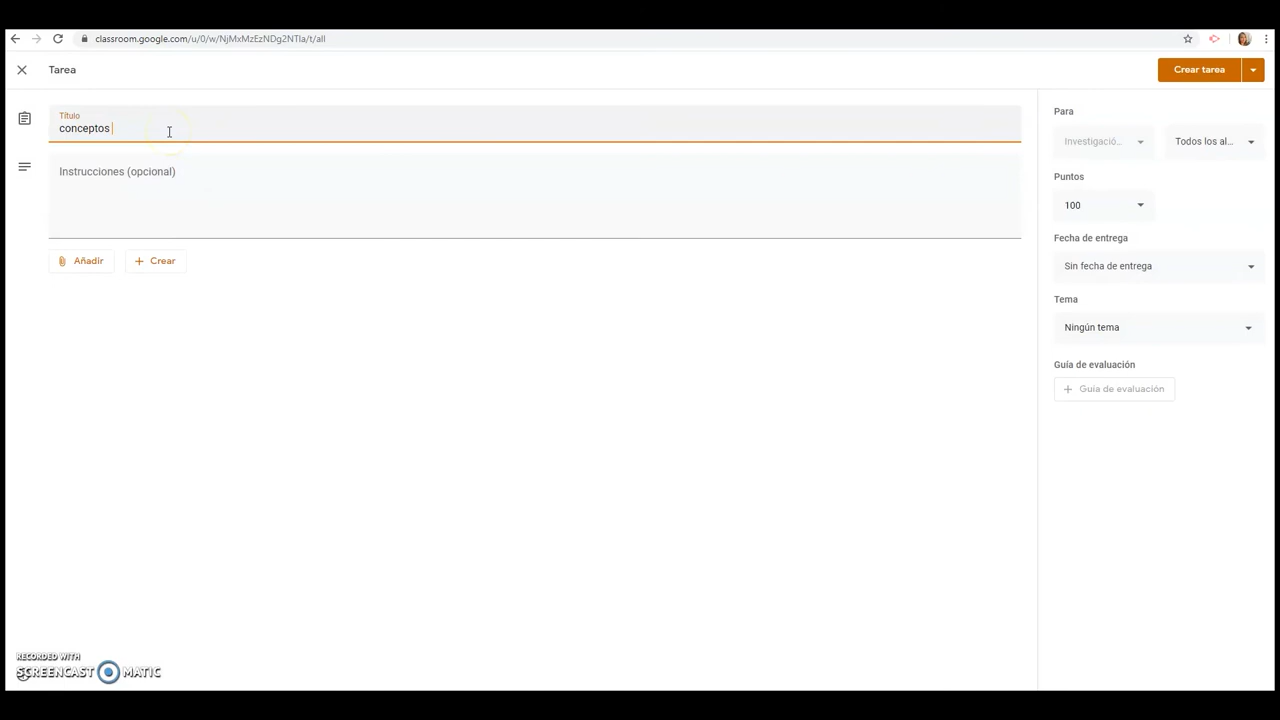 classroom.google.com/u/0/w/NjMxMzEzNDg2NTIa/t/all
Tarea
Crear tarea
Título
conceptos
Instrucciones (opcional)
Añadir
Crear
Para
Investigació...
Todos los al...
Puntos
100
Fecha de entrega
Sin fecha de entrega
Tema
Ningún tema
Guía de evaluación
Guía de evaluación
RECORDED WITH
SCREENCAST MATIC